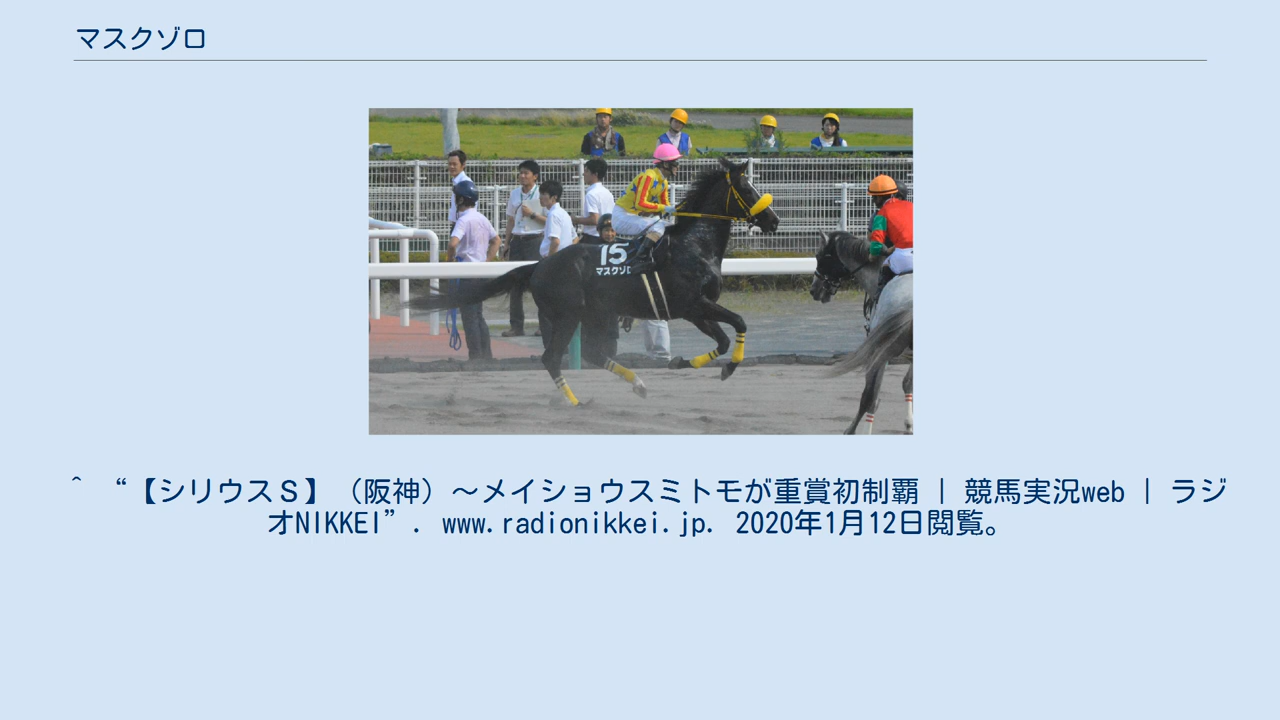 マスクゾロ
15
マスクゾロ
^ “【シリウスＳ】（阪神）～メイショウスミトモが重賞初制覇 | 競馬実況web | ラジ
オNIKKEI”. www.radionikkei.jp. 2020年1月12日閲覧。